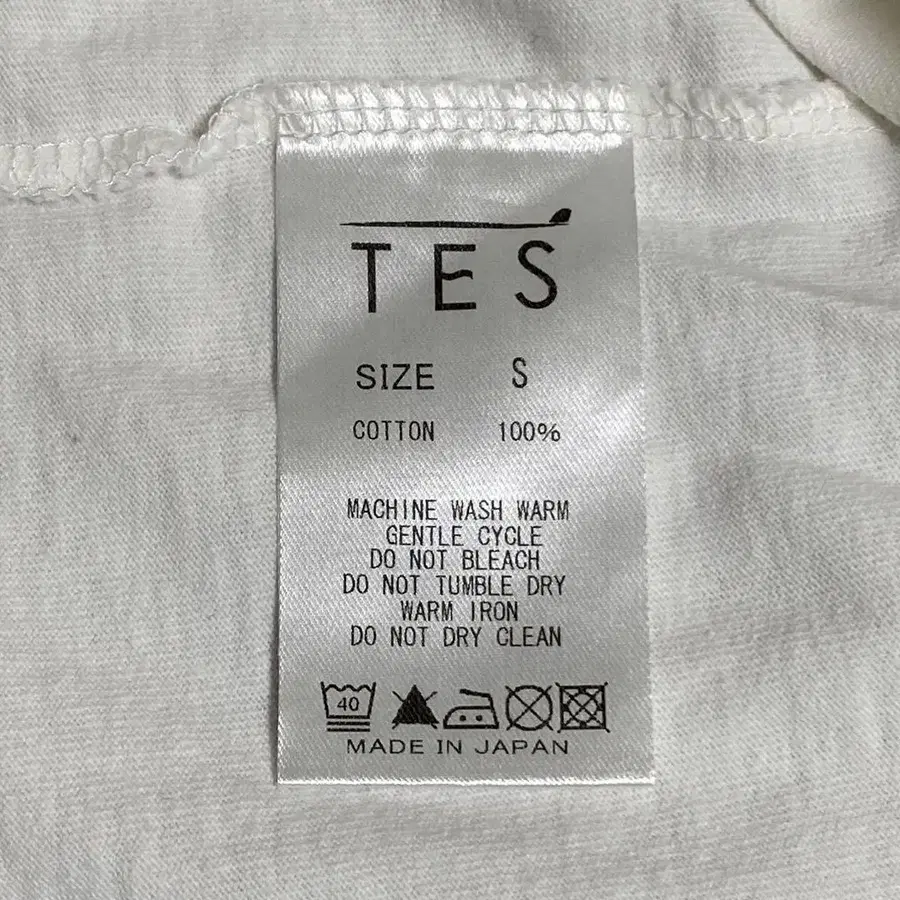 TES
SIZE S
COTTON 100%
MACHINE WASH WARM
GENTLE CYCLE
DO NOT BLEACH
DO NOT TUMBLE DRY
WARM IRON
DO NOT DRY CLEAN
40
MADE IN JAPAN